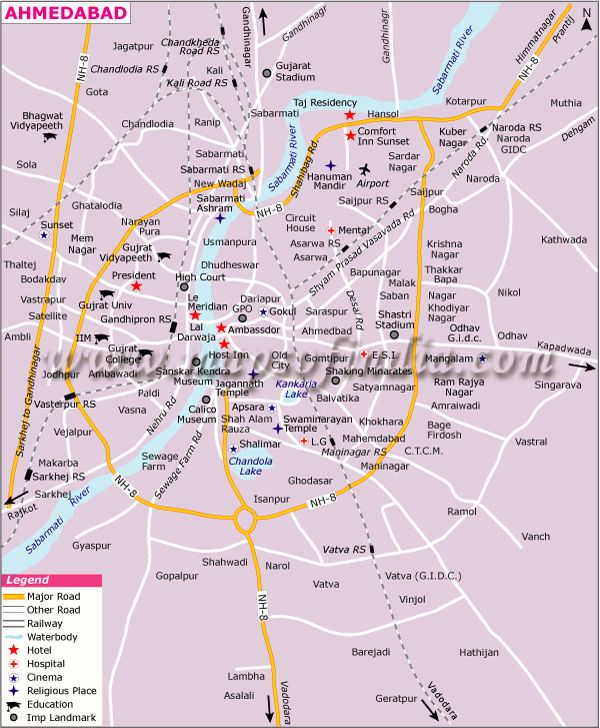 AHMEDABAD
N
Jagatpur
Chandkheda
Road RS
Gandhinagar
Gandhinagr
Gandhinagar
Himmatnagar
Prantij
NH-8
Chandlodia RS
Kali
Kali Road RS
Gujarat
Stadium
Sabarmati River
NH-8
Gota
Taj Residency
Kotarpur
Sabarmati
Hansol
Muthia
Bhagwat
Vidyapeeth
Chandlodia
Ranip
Sabarmati River
Comfort
Inn Sunset
Kuber
Nagar
Naroda RS
Naroda
GIDC
Dehgam
Sabarmati
Shahibag Rd.
Sardar
Nagar
Naroda Rd.
Sola
Sabarmati RS
New Wadaj
Hanuman
Mandir
Airport
Naroda
Sabarmati
Ashram
NH-8
Saijpur RS
Saijpur
Ghatalodia
Bogha
Silaj
Sunset
Narayan
Pura
Circuit
House
Mental
Mem
Nagar
Usmanpura
Asarwa RS
Asarwa
Shyam Prasad Vasavada Rd
Krishnha
Nagar
Kathwada
Gujrat
Vidyapeeth
Thaltej
Dhudheswar
Bapunagar
Thakkar
Bapa
Bodakdav
President
High Court
Malak
Saban
Nikol
Vastrapur
Gujrat Univ
Le
Meridian
Dariapur
GPO
Gokul
Saraspur
Desai Rd
Nagar
Khodiyar
Nagar
Satellite
Gandhipron RS
Lal
Darwaja
Ambassdor
Ahmedbad
Shastri
Stadium
Odhav
G.i.d.c.
Odhav
Ambli
IIM
Kapadwada
Gujrat
College
Host Inn
Old
City
Gomtipur
E.S.I.
Mangalam
www.mapsofindia.com
Jodhpur
Ambawadi
Sanskar Kendra
Museum
Jagannath
Temple
Kankaria
Lake
Shaking Minarates
Ram Rajya
Nagar
Singarava
Paldi
Satyamnagar
Balvatika
Vasterpur RS
Calico
Museum
Apsara
Amraiwadi
Vasna
Nehru Rd
Shah Alam
Rauza
Swaminarayan
Temple
Khokhara
Bage
Firdosh
Vejalpur
Mahemdabad
Vastral
Sarkhej to Gandhinagar
Shalimar
L.G
Maninagar RS
C.T.C.M.
Makarba
Sewage
Farm
Sewage Farm Rd
Chandola
Lake
Maninagar
Sarkhej RS
Ghodasar
Sarkhej
NH-8
Isanpur
NH-8
Rajkot
Sabarmati River
Ramol
Gyaspur
Vatva RS
Vanch
Shahwadi
Narol
Gopalpur
Vatva
Vatva (G.I.D.C.)
Vinjol
NH-8
Barejadi
Hathijan
Lambha
Asalali
Vadodara
Geratpur
Vadodara
Legend
Major Road
Other Road
Railway
Waterbody
Hotel
Hospital
Cinema
Religious Place
Education
Imp Landmark